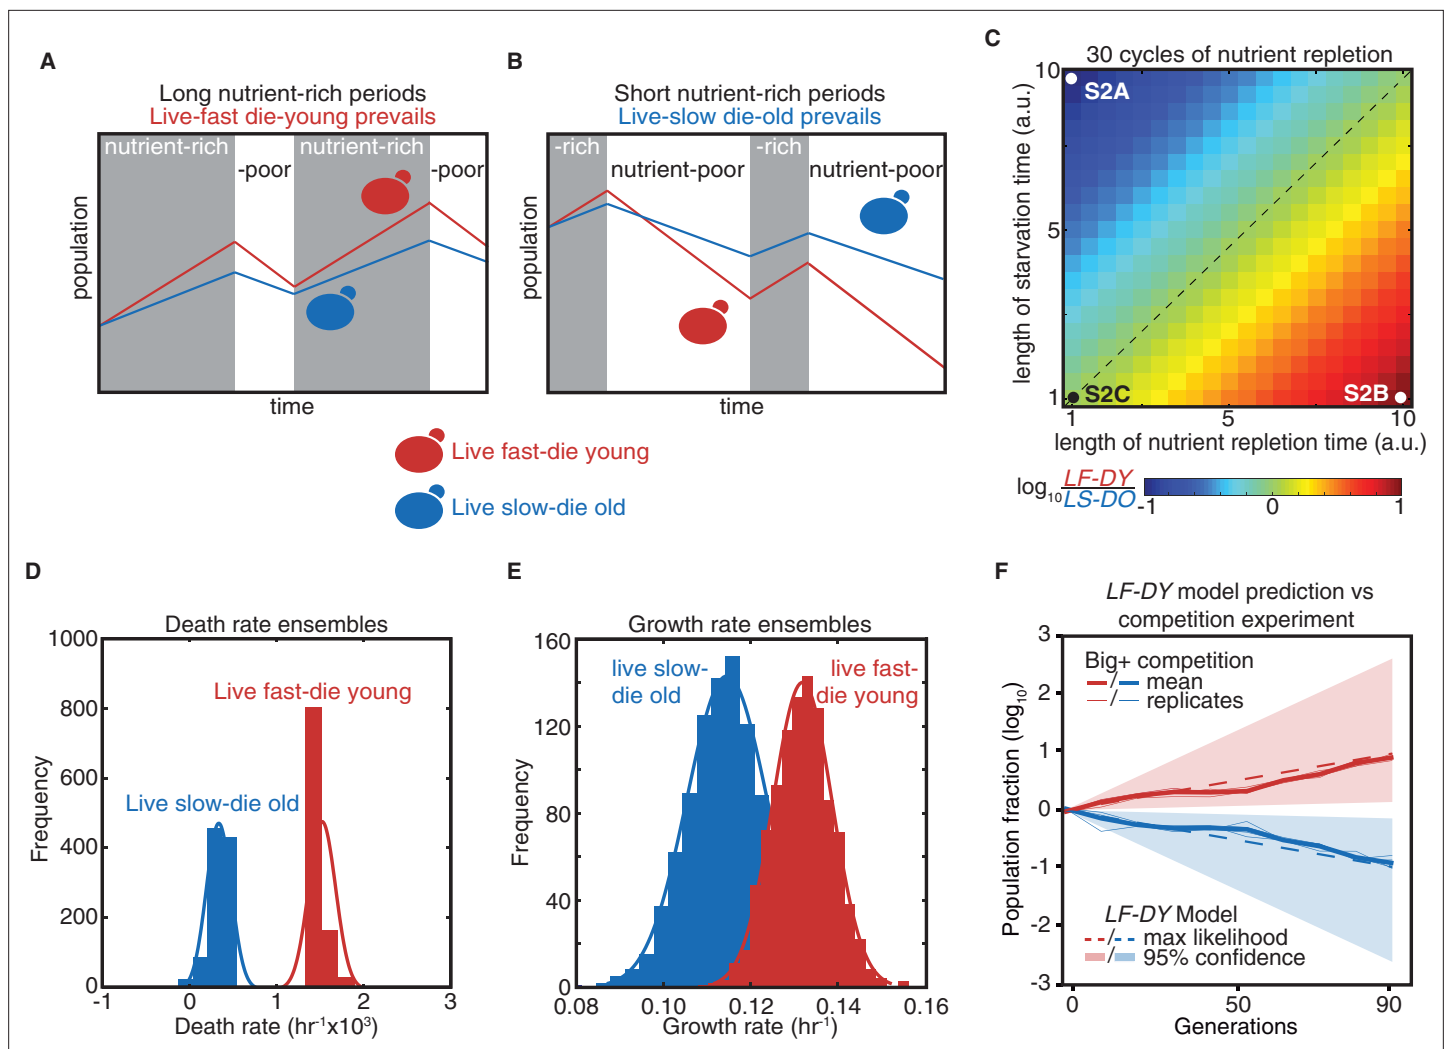 A
Long nutrient-rich periods
Live-fast die-young prevails
nutrient-rich
-poor
nutrient-rich
-poor
population
time
B
Short nutrient-rich periods
Live-slow die-old prevails
-rich
nutrient-poor
-rich
nutrient-poor
population
time
Live fast-die young
Live slow-die old
C
30 cycles of nutrient repletion
10
5
1
length of starvation time (a.u.)
S2A
S2C
S2B
1
5
10
length of nutrient repletion time (a.u.)
log10 LF-DY
LS-DO
-1
0
1
D
Death rate ensembles
1000
800
600
400
200
0
Frequency
Live fast-die young
Live slow-die old
-1
0
1
2
3
Death rate (hr-1x103)
E
Growth rate ensembles
160
120
80
40
0
Frequency
live slow-
die old
live fast-
die young
0.08
0.10
0.12
0.14
0.16
Growth rate (hr-1)
F
LF-DY model prediction vs
competition experiment
3
2
1
0
-1
-2
-3
Population fraction (log10)
Big+ competition
/ mean
/ replicates
LF-DY Model
/ max likelihood
/ 95% confidence
0
50
90
Generations